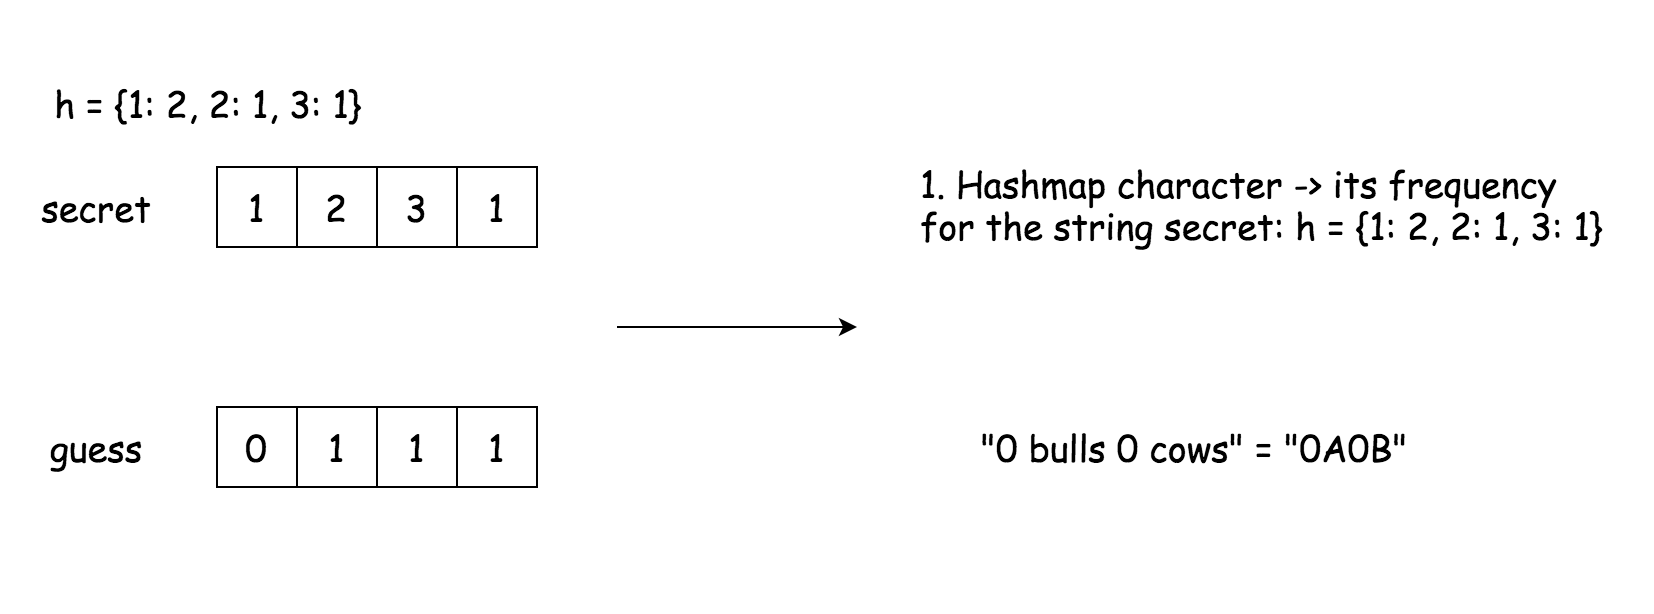 h = {1: 2, 2: 1, 3: 1}
secret 1 2 3 1
1. Hashmap character -> its frequency
for the string secret: h = {1: 2, 2: 1, 3: 1}
guess 0 1 1 1
"0 bulls 0 cows" = "0A0B"